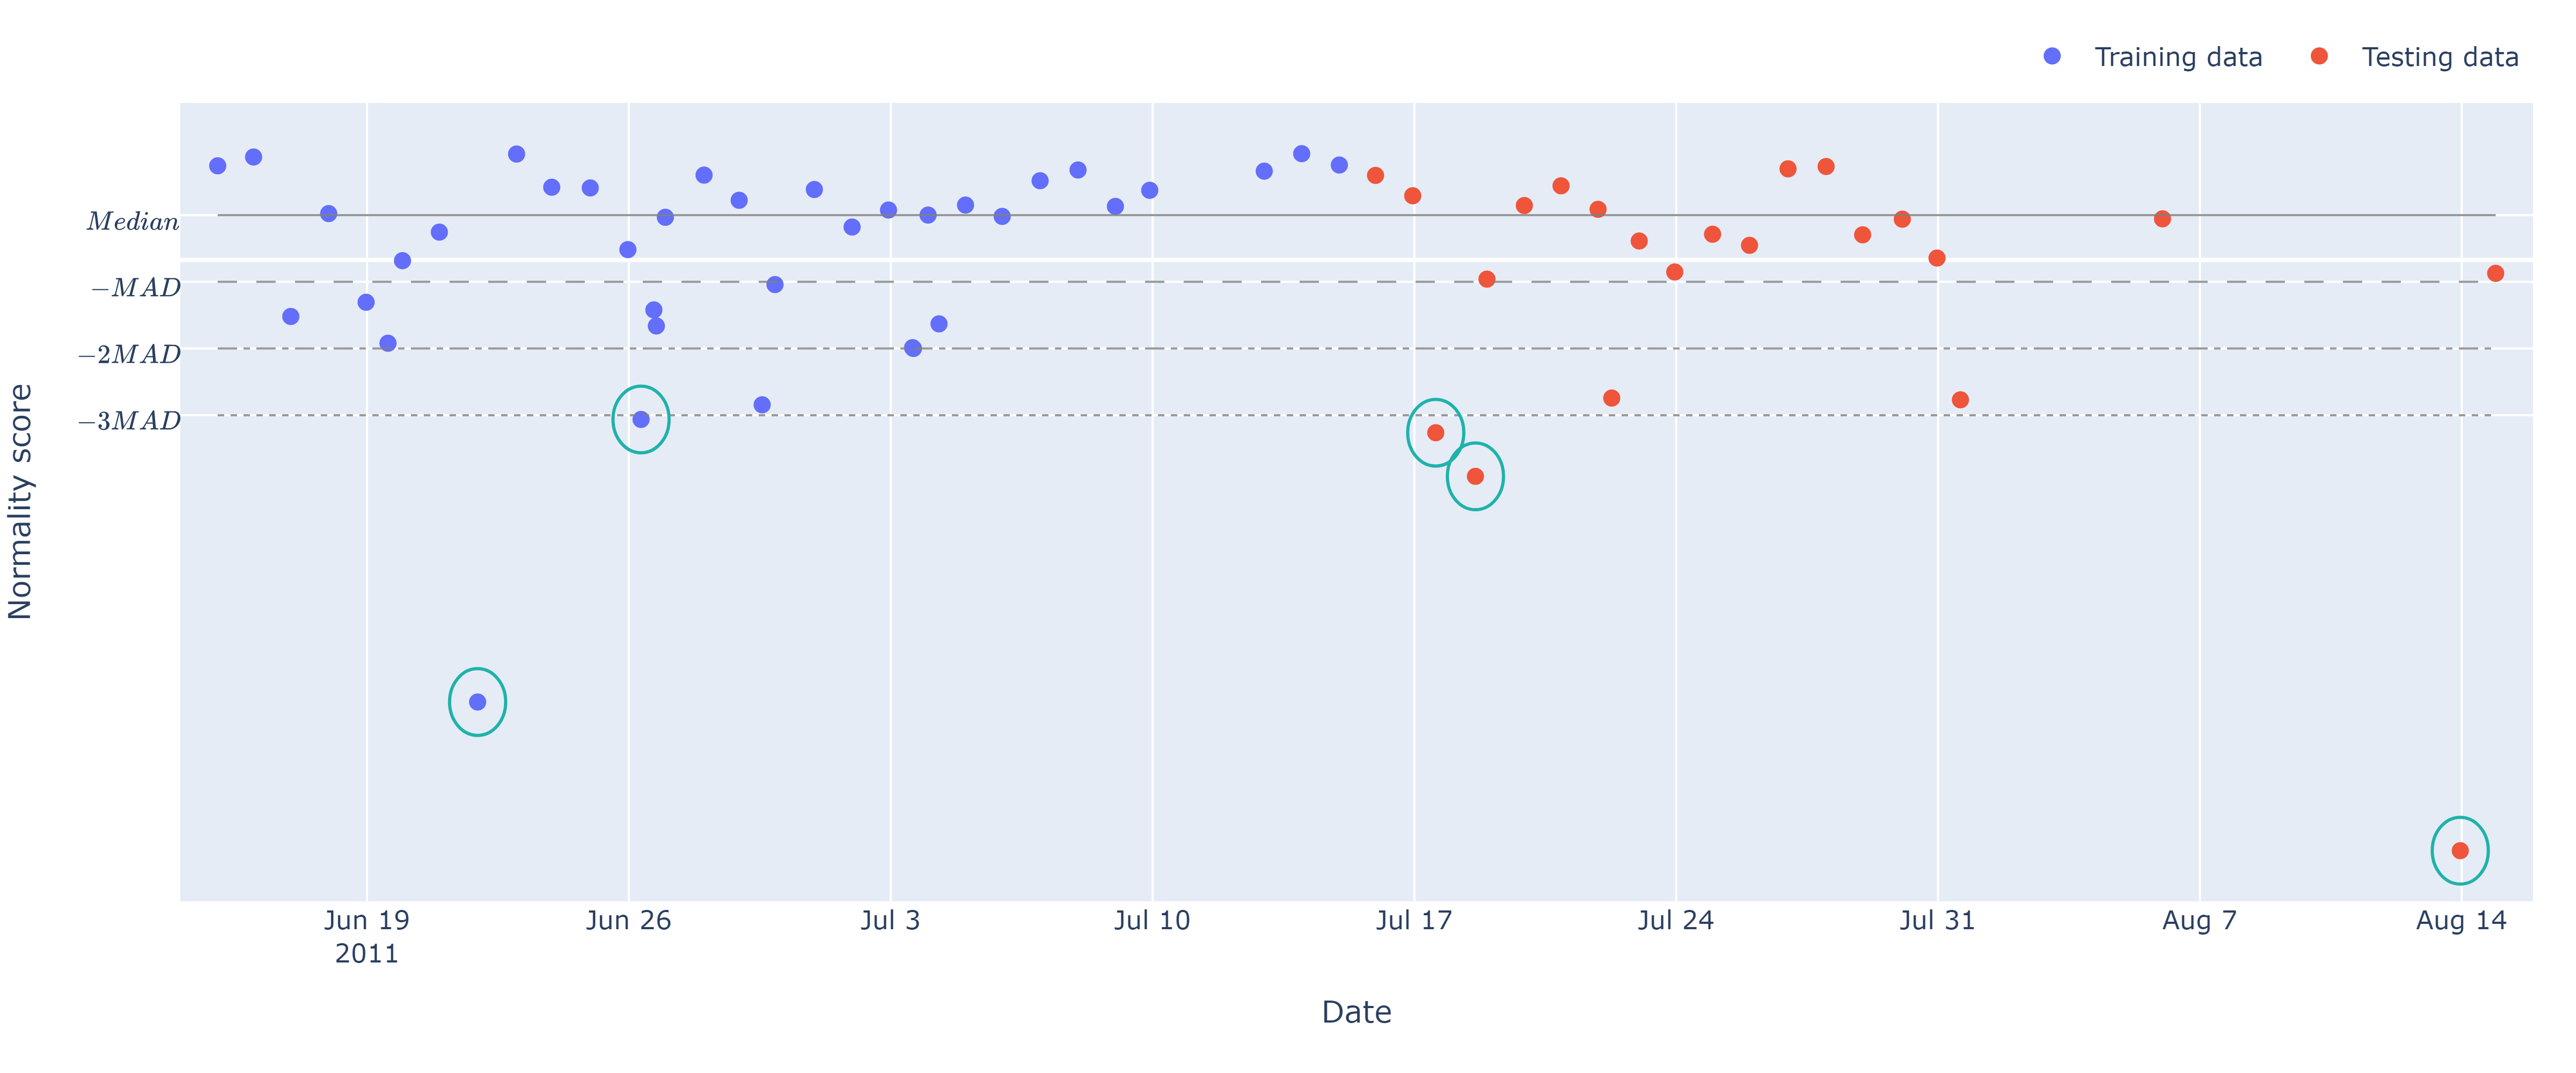 Training data
Testing data
Median
−MAD
−2MAD
−3MAD
Normality score
Jun 19
2011
Jun 26
Jul 3
Jul 10
Jul 17
Jul 24
Jul 31
Aug 7
Aug 14
Date